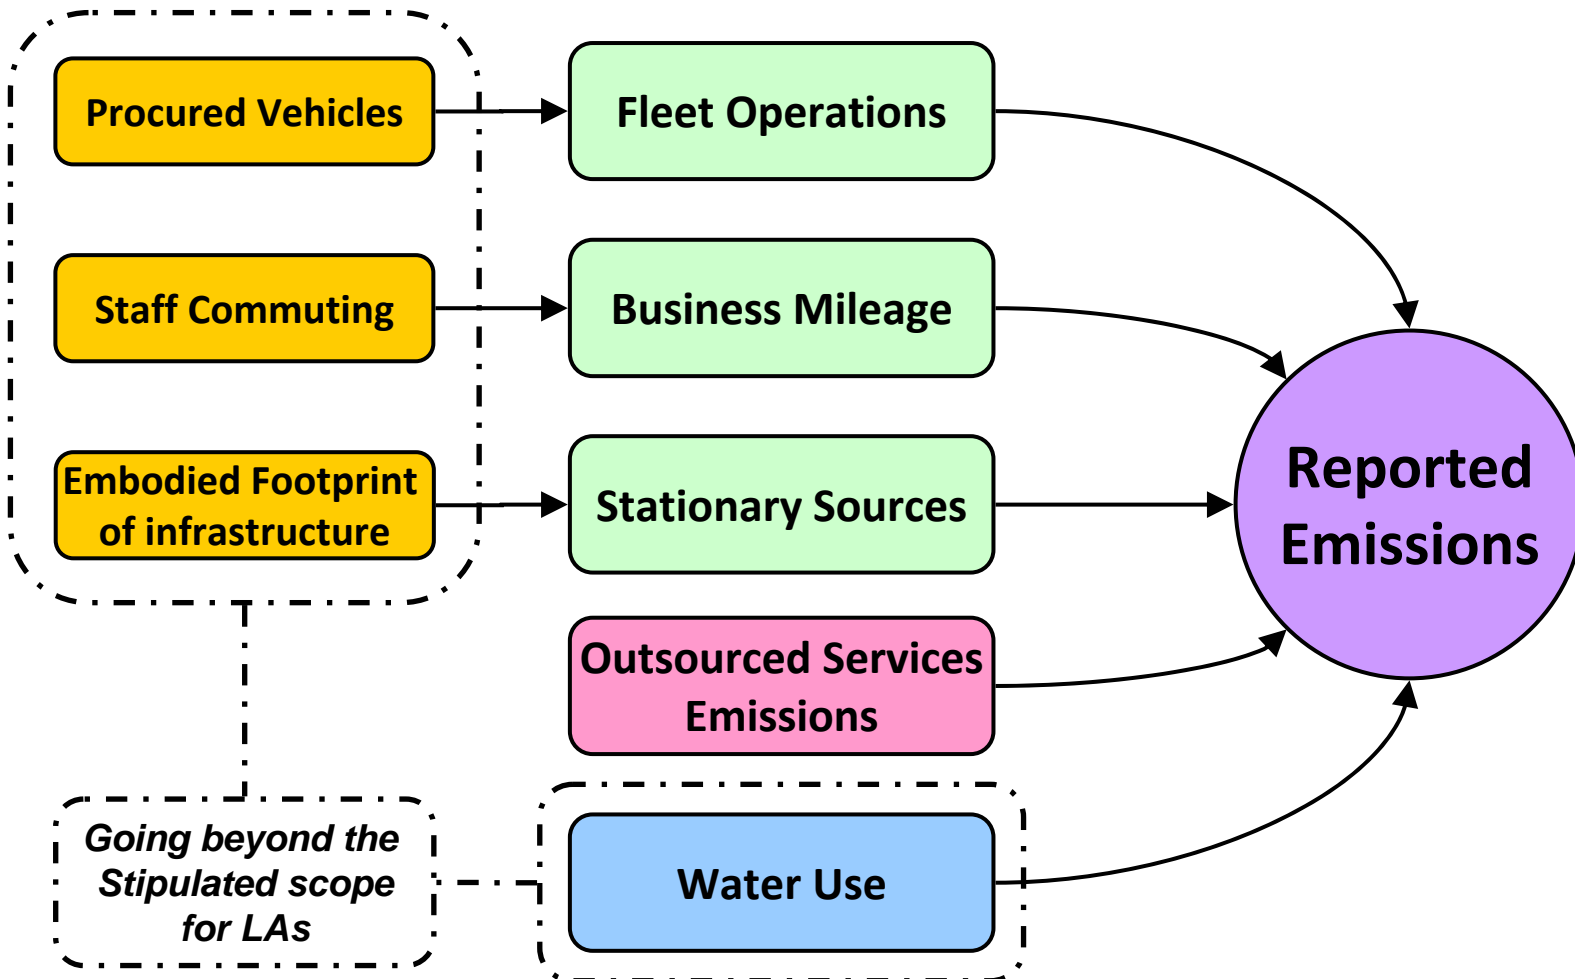 Procured Vehicles
Fleet Operations
Staff Commuting
Business Mileage
Embodied Footprint
of infrastructure
Stationary Sources
Reported
Emissions
Outsourced Services
Emissions
Going beyond the
Stipulated scope
for LAs
Water Use